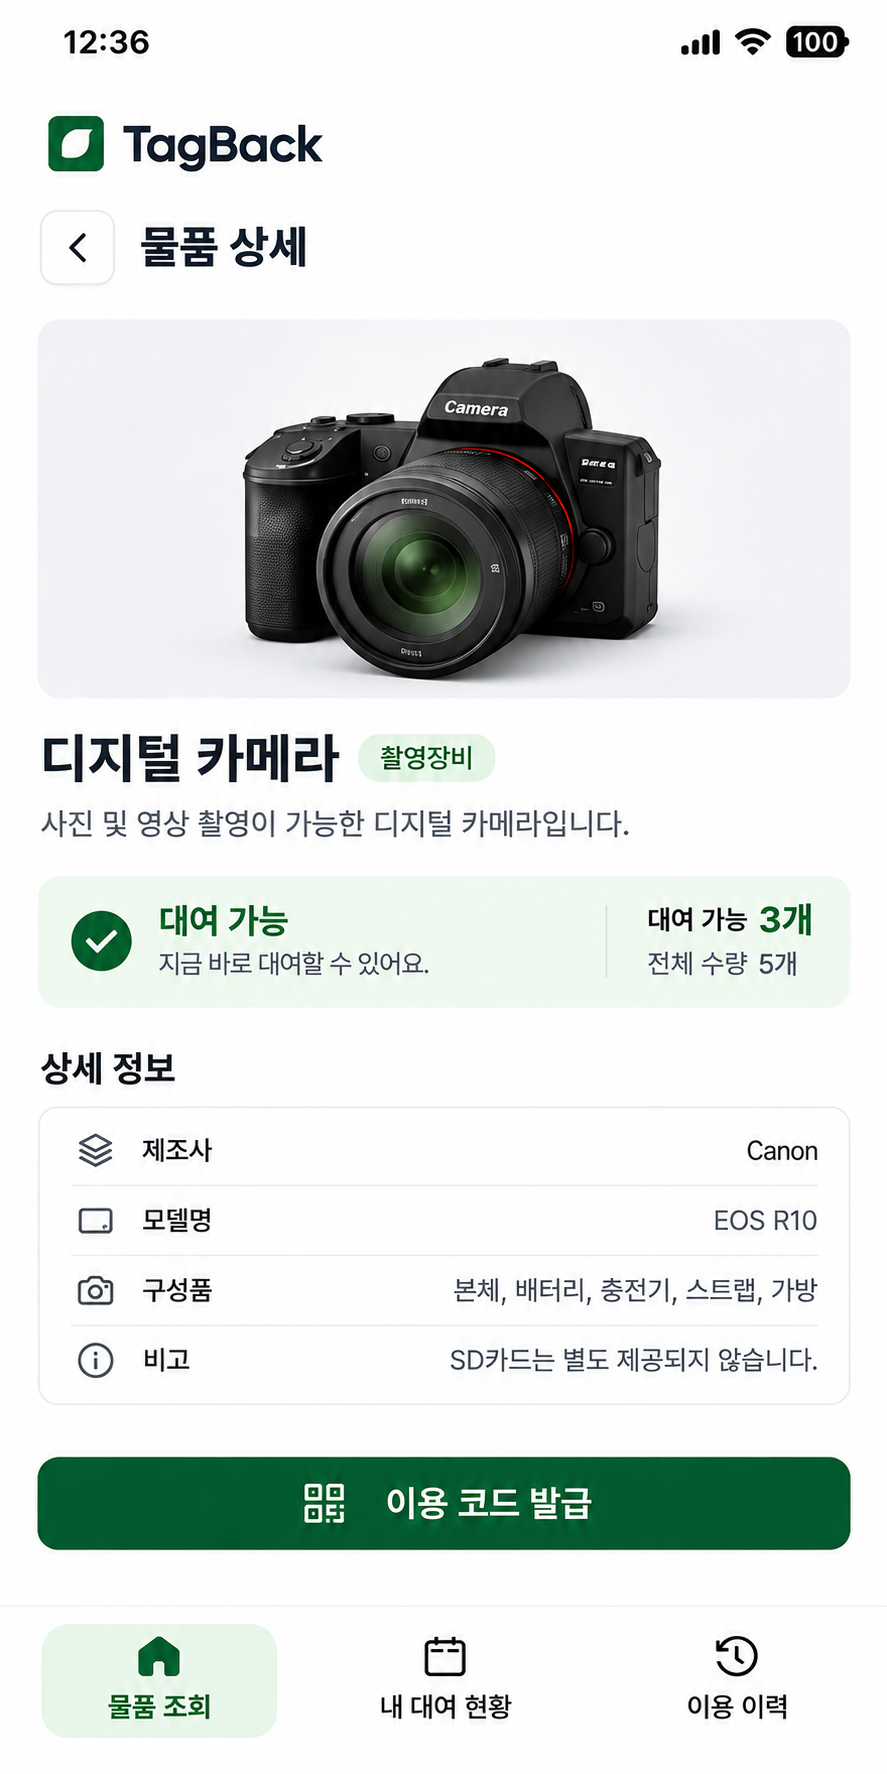 12:36
100
TagBack
물품 상세
Camera
디지털 카메라 촬영장비
사진 및 영상 촬영이 가능한 디지털 카메라입니다.
대여 가능
지금 바로 대여할 수 있어요.
대여 가능 3개
전체 수량 5개
상세 정보
제조사 Canon
모델명 EOS R10
구성품 본체, 배터리, 충전기, 스트랩, 가방
비고 SD카드는 별도 제공되지 않습니다.
이용 코드 발급
물품 조회
내 대여 현황
이용 이력